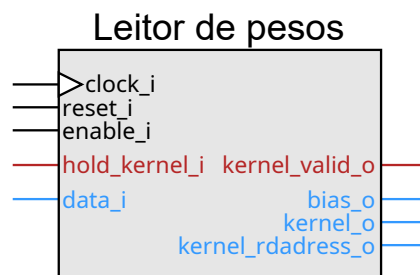 Leitor de pesos
clock_i
reset_i
enable_i
hold_kernel_i kernel_valid_o
data_i bias_o
kernel_o
kernel_rdadress_o